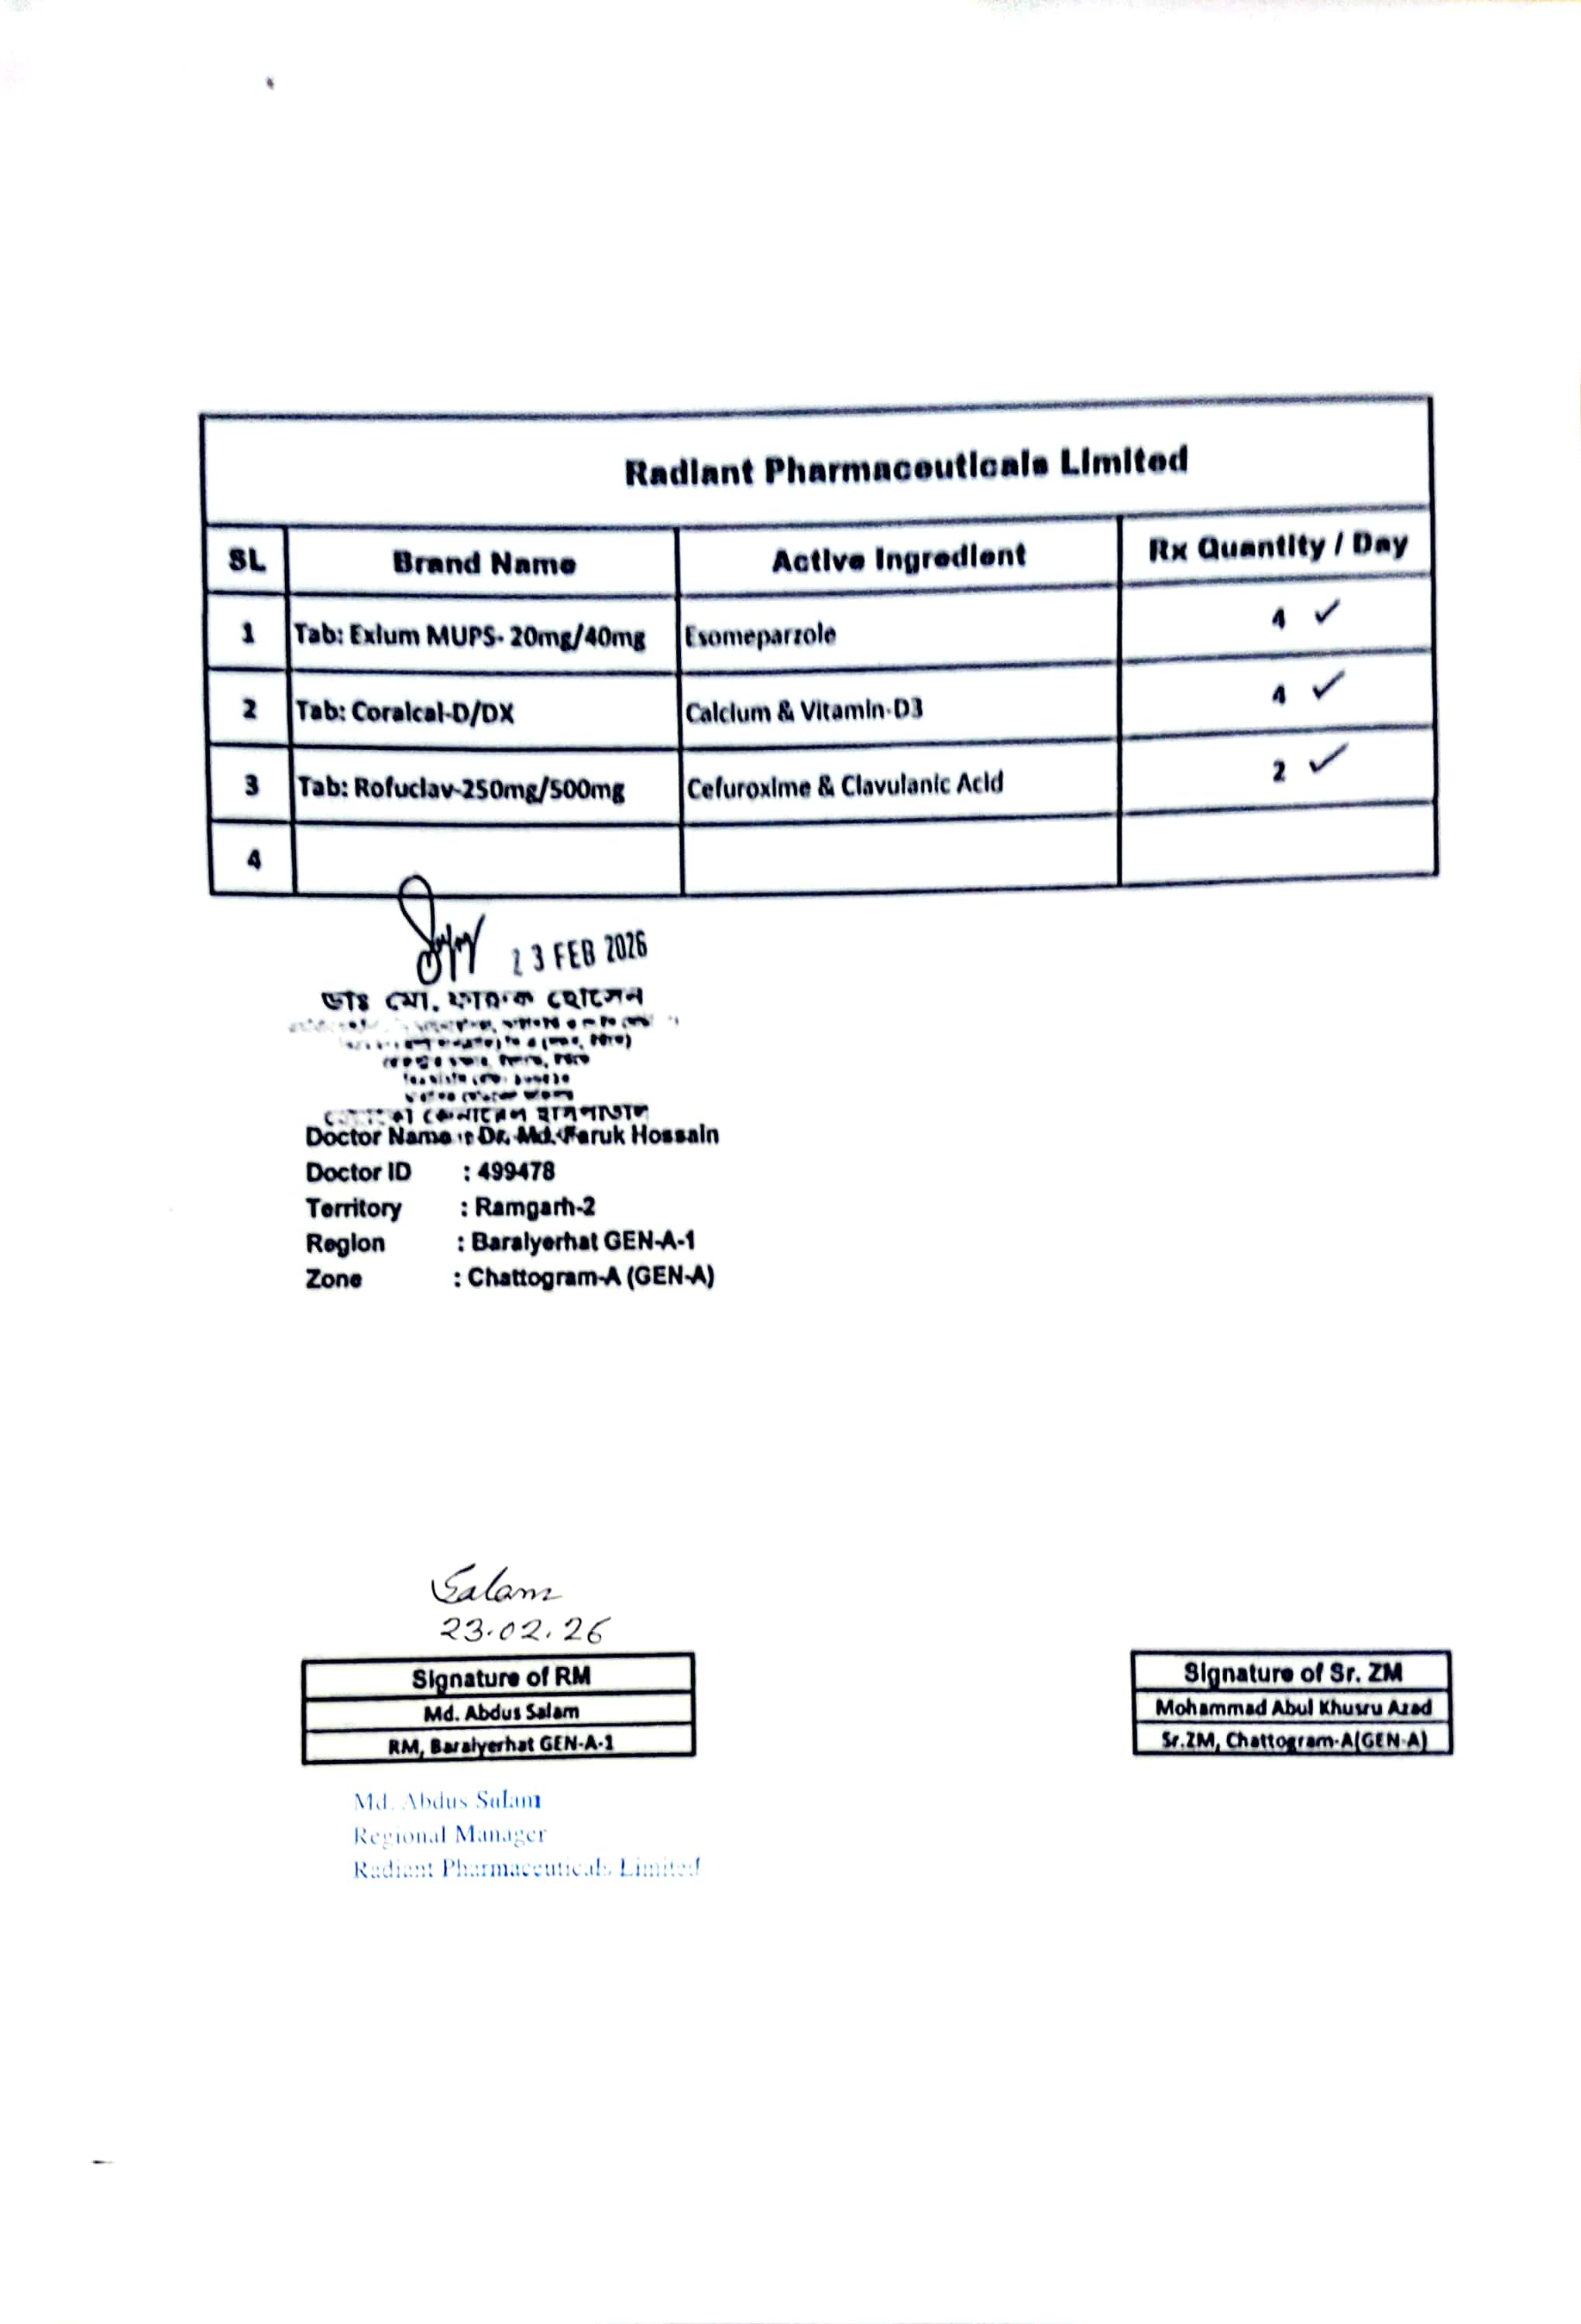 Radiant Pharmaceuticals Limited
SL Brand Name Active Ingredient Rx Quantity / Day
1 Tab: Exium MUPS- 20mg/40mg Esomeparzole 4 ✓
2 Tab: Coralcal-D/DX Calcium & Vitamin-D3 4 ✓
3 Tab: Rofuclav-250mg/500mg Cefuroxime & Clavulanic Acid 2 ✓
4
23 FEB 2026
ডাঃ মো. ফারুক হোসেন
জেনারেল হাসপাতাল
Doctor Name : Dr. Md. Faruk Hossain
Doctor ID : 499478
Territory : Ramgarh-2
Region : Baraiyerhat GEN-A-1
Zone : Chattogram-A (GEN-A)
Salam
23.02.26
Signature of RM
Md. Abdus Salam
RM, Baraiyerhat GEN-A-1
Signature of Sr. ZM
Mohammad Abul Khusru Azad
Sr.ZM, Chattogram-A(GEN-A)
Md. Abdus Salam
Regional Manager
Radiant Pharmaceuticals Limited